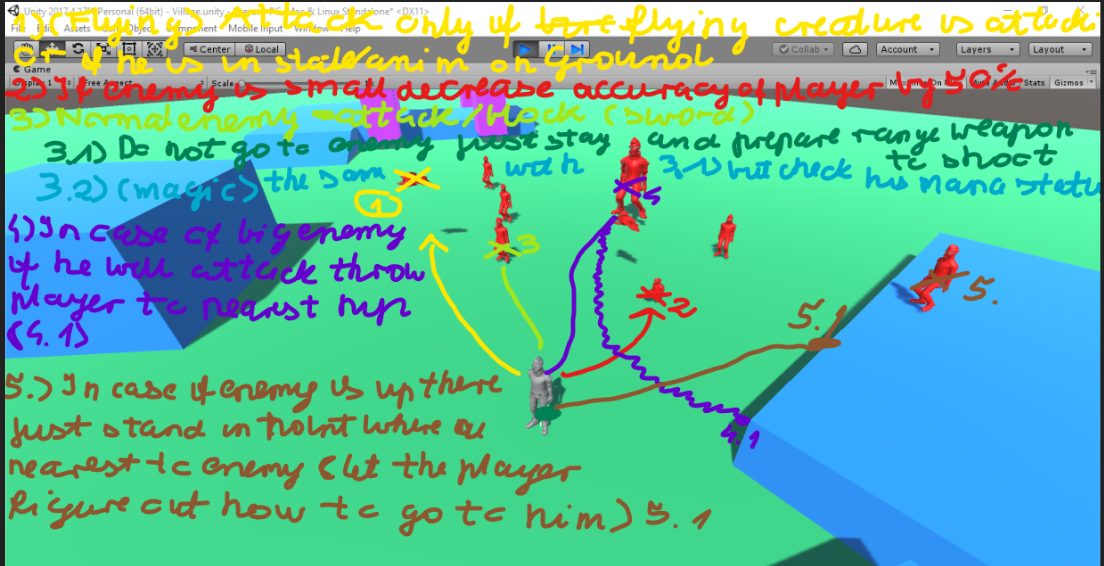 Unity 2017.4.17f1 Personal (64bit) - Village.unity - PC, Mac & Linux Standalone* <DX11>
File Edit Assets GameObject Component Mobile Input Window Help
Center Local Collab Account Layers Layout
Game
Display 1 Free Aspect Scale 1x Maximize On Play Mute Audio Stats Gizmos
1) (Flying) Attack only if flying creature is attacki
or if he is in state/anim on Ground
2) If enemy is small decrease accuracy of player by 50%
3) Normal enemy attack/block (sword)
3.1) Do not go to enemy just stay and prepare range weapon
to shoot
3.2) (magic) the same with 3.1) but check his mana statu
1
4) In case of big enemy
if he will attack throw
player to nearest
(4.1)
4
3
2
5.
5.1
4.1
5.) In case if enemy is up there
just stand in point where ou
nearest to enemy (let the player
figure out how to go to him) 5.1